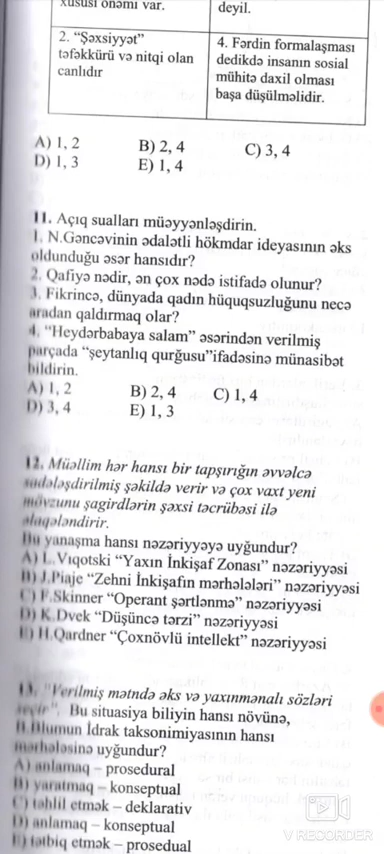 xüsusi önəmi var.
deyil.
2. “Şəxsiyyət”
təfəkkürü və nitqi olan
canlıdır
4. Fərdin formalaşması
dedikdə insanın sosial
mühitə daxil olması
başa düşülməlidir.
A) 1, 2 B) 2, 4 C) 3, 4
D) 1, 3 E) 1, 4
11. Açıq sualları müəyyənləşdirin.
1. N.Gəncəvinin ədalətli hökmdar ideyasının əks
olunduğu əsər hansıdır?
2. Qafiyə nədir, ən çox nədə istifadə olunur?
3. Fikrincə, dünyada qadın hüquqsuzluğunu necə
aradan qaldırmaq olar?
4. “Heydərbabaya salam” əsərindən verilmiş
parçada “şeytanlıq qurğusu”ifadəsinə münasibət
bildirin.
A) 1, 2 B) 2, 4 C) 1, 4
D) 3, 4 E) 1, 3
12. Müəllim hər hansı bir tapşırığın əvvəlcə
sadələşdirilmiş şəkildə verir və çox vaxt yeni
mövzunu şagirdlərin şəxsi təcrübəsi ilə
əlaqələndirir.
Bu yanaşma hansı nəzəriyyəyə uyğundur?
A) L.Vıqotski “Yaxın İnkişaf Zonası” nəzəriyyəsi
B) J.Piaje “Zehni İnkişafın mərhələləri” nəzəriyyəsi
C) F.Skinner “Operant şərtlənmə” nəzəriyyəsi
D) K.Dvek “Düşüncə tərzi” nəzəriyyəsi
E) H.Qardner “Çoxnövlü intellekt” nəzəriyyəsi
13. "Verilmiş mətndə əks və yaxınmənalı sözləri
seçir". Bu situasiya biliyin hansı növünə,
B.Blumun İdrak taksonimiyasının hansı
mərhələsinə uyğundur?
A) anlamaq – prosedural
B) yaratmaq – konseptual
C) təhlil etmək – deklarativ
D) anlamaq – konseptual
E) tətbiq etmək – prosedual
V RECORDER